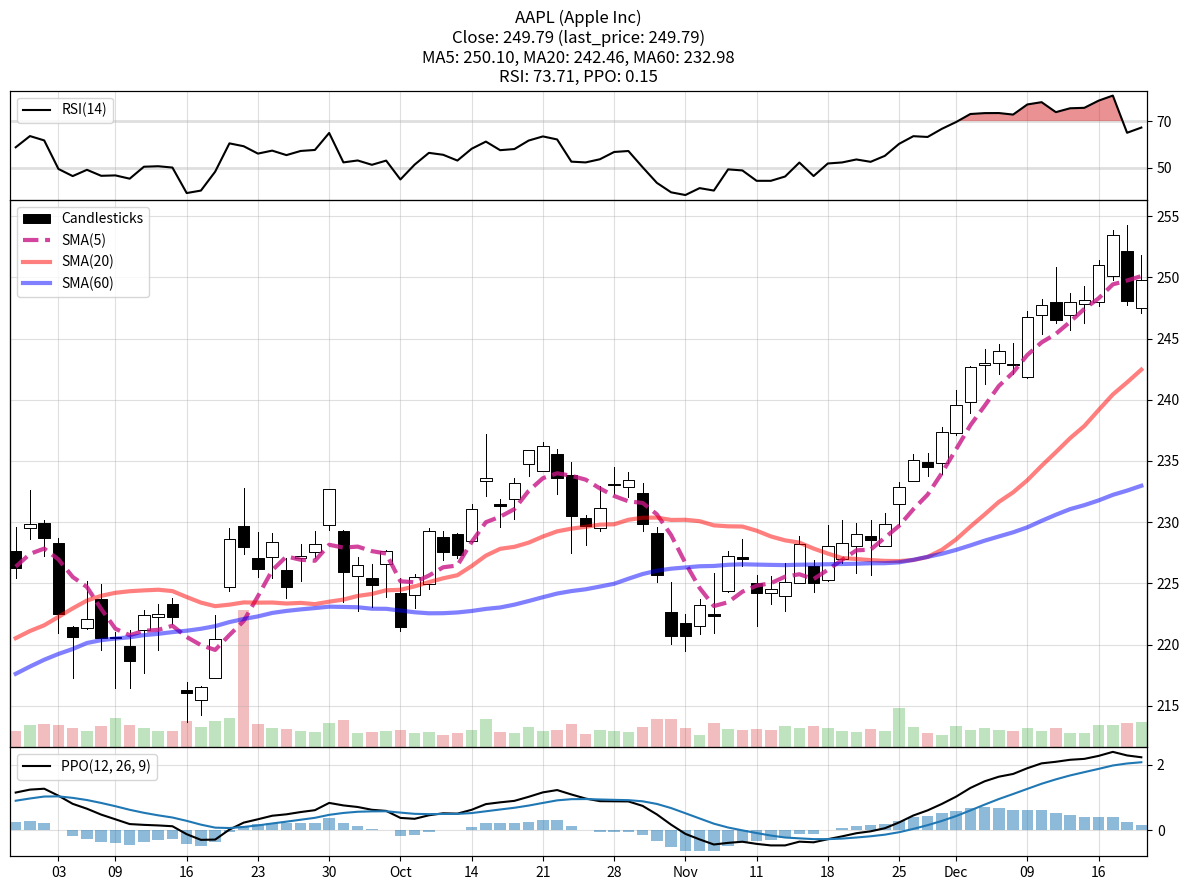 AAPL (Apple Inc)
Close: 249.79 (last_price: 249.79)
MA5: 250.10, MA20: 242.46, MA60: 232.98
RSI: 73.71, PPO: 0.15
RSI(14)
70
50
Candlesticks
SMA(5)
SMA(20)
SMA(60)
255
250
245
240
235
230
225
220
215
PPO(12, 26, 9)
2
0
03 09 16 23 30 Oct 14 21 28 Nov 11 18 25 Dec 09 16